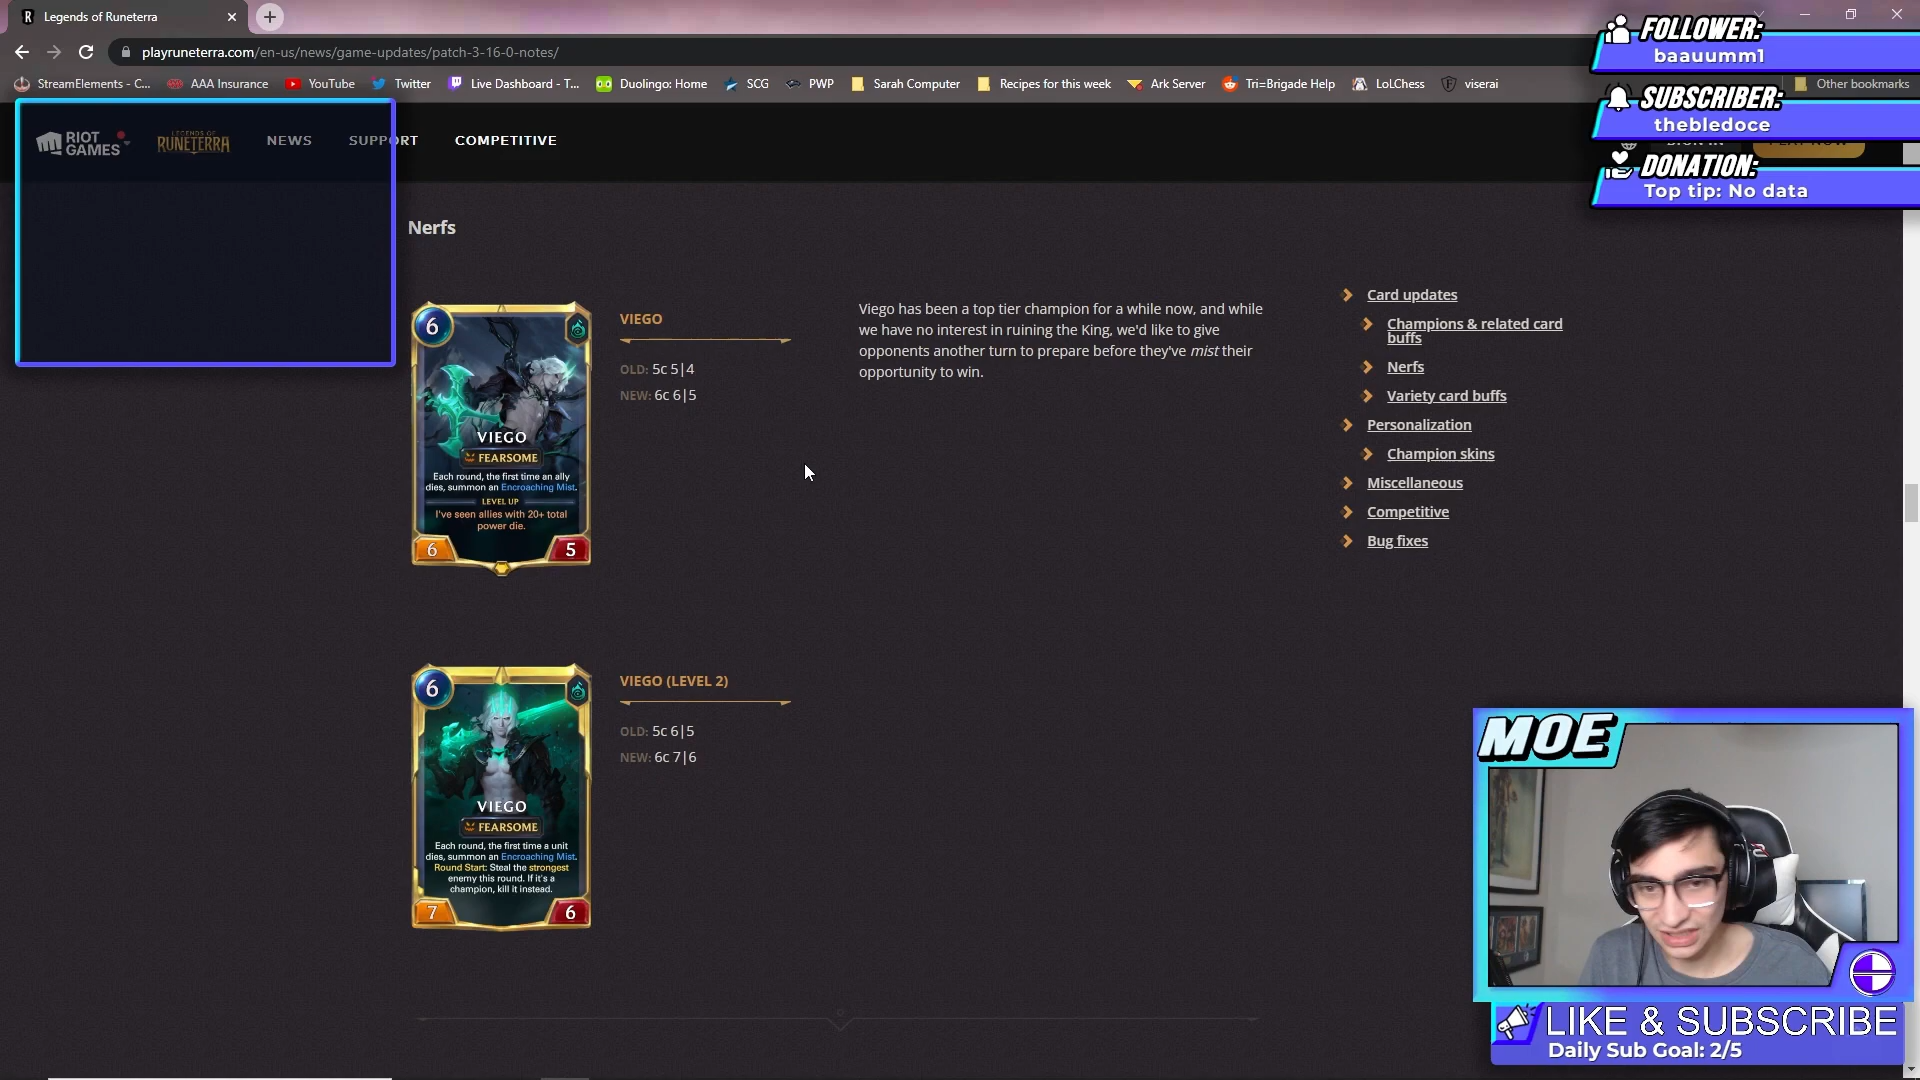 Legends of Runeterra
playruneterra.com/en-us/news/game-updates/patch-3-16-0-notes/
StreamElements - C...
AAA Insurance
YouTube
Twitter
Live Dashboard - T...
Duolingo: Home
SCG
PWP
Sarah Computer
Recipes for this week
Ark Server
Tri=Brigade Help
LoLChess
viserai
Other bookmarks
FOLLOWER:
baauumm1
SUBSCRIBER:
thebledoce
DONATION:
Top tip: No data
RIOT GAMES
LEGENDS OF RUNETERRA
NEWS
SUPPORT
COMPETITIVE
SIGN IN
PLAY NOW
Nerfs
6
VIEGO
FEARSOME
Each round, the first time an ally
dies, summon an Encroaching Mist.
LEVEL UP
I've seen allies with 20+ total
power die.
6
5
VIEGO
OLD: 5c 5|4
NEW: 6c 6|5
Viego has been a top tier champion for a while now, and while
we have no interest in ruining the King, we'd like to give
opponents another turn to prepare before they've mist their
opportunity to win.
Card updates
Champions & related card
buffs
Nerfs
Variety card buffs
Personalization
Champion skins
Miscellaneous
Competitive
Bug fixes
6
VIEGO
FEARSOME
Each round, the first time a unit
dies, summon an Encroaching Mist.
Round Start: Steal the strongest
enemy this round. If it's a
champion, kill it instead.
7
6
VIEGO (LEVEL 2)
OLD: 5c 6|5
NEW: 6c 7|6
MOE
LIKE & SUBSCRIBE
Daily Sub Goal: 2/5